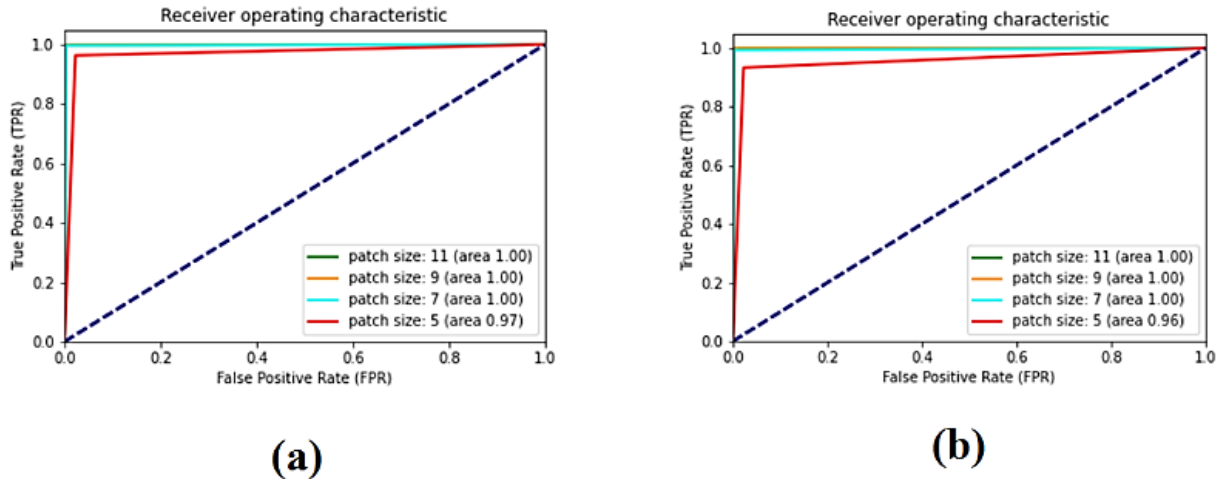 Receiver operating characteristic
True Positive Rate (TPR)
1.0
0.8
0.6
0.4
0.2
0.0
patch size: 11 (area 1.00)
patch size: 9 (area 1.00)
patch size: 7 (area 1.00)
patch size: 5 (area 0.97)
0.0 0.2 0.4 0.6 0.8 1.0
False Positive Rate (FPR)
(a)
Receiver operating characteristic
True Positive Rate (TPR)
1.0
0.8
0.6
0.4
0.2
0.0
patch size: 11 (area 1.00)
patch size: 9 (area 1.00)
patch size: 7 (area 1.00)
patch size: 5 (area 0.96)
0.0 0.2 0.4 0.6 0.8 1.0
False Positive Rate (FPR)
(b)